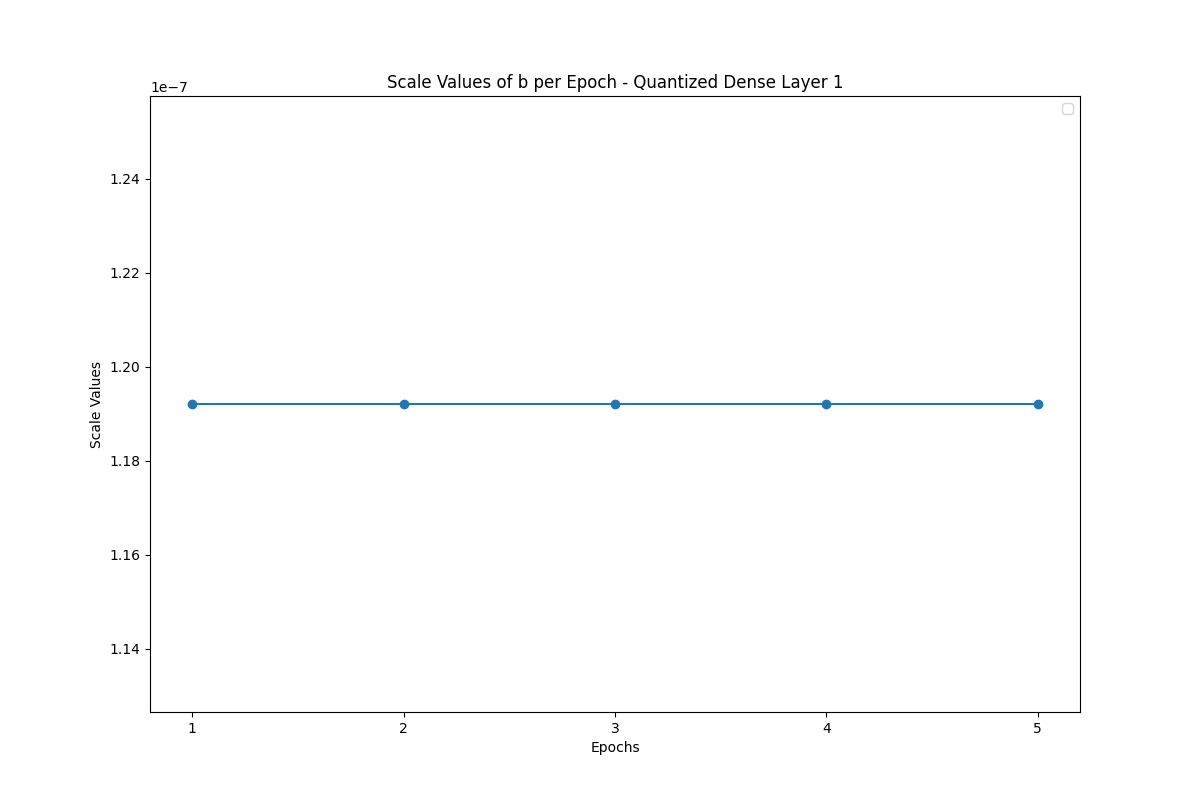 Scale Values of b per Epoch - Quantized Dense Layer 1
1e−7
1.24
1.22
1.20
1.18
1.16
1.14
Scale Values
1 2 3 4 5
Epochs